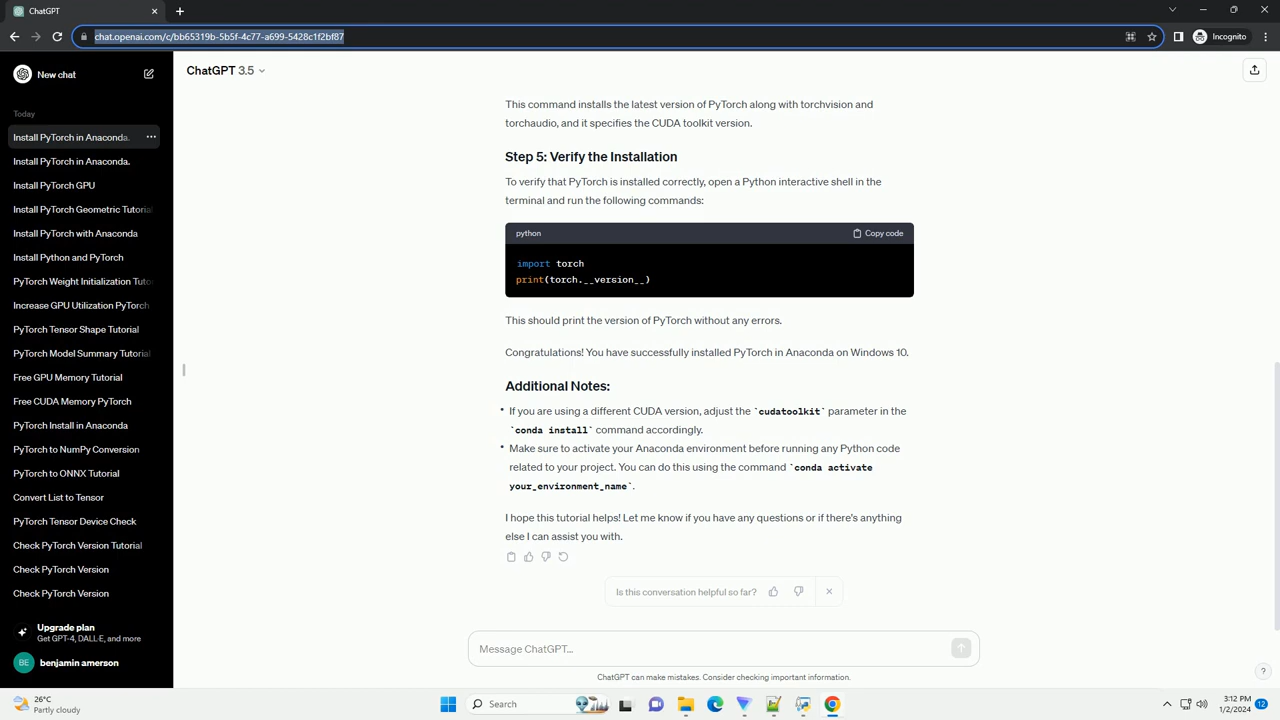 ChatGPT
chat.openai.com/c/bb65319b-5b5f-4c77-a699-5428c1f2bf87
Incognito
New chat
Today
Install PyTorch in Anaconda.
Install PyTorch in Anaconda.
Install PyTorch GPU
Install PyTorch Geometric Tutorial
Install PyTorch with Anaconda
Install Python and PyTorch
PyTorch Weight Initialization Tutor
Increase GPU Utilization PyTorch
PyTorch Tensor Shape Tutorial
PyTorch Model Summary Tutorial
Free GPU Memory Tutorial
Free CUDA Memory PyTorch
PyTorch Install in Anaconda
PyTorch to NumPy Conversion
PyTorch to ONNX Tutorial
Convert List to Tensor
PyTorch Tensor Device Check
Check PyTorch Version Tutorial
Check PyTorch Version
Check PyTorch Version
Upgrade plan
Get GPT-4, DALL·E, and more
BE benjamin amerson
ChatGPT 3.5
This command installs the latest version of PyTorch along with torchvision and
torchaudio, and it specifies the CUDA toolkit version.
Step 5: Verify the Installation
To verify that PyTorch is installed correctly, open a Python interactive shell in the
terminal and run the following commands:
python Copy code
import torch
print(torch.__version__)
This should print the version of PyTorch without any errors.
Congratulations! You have successfully installed PyTorch in Anaconda on Windows 10.
Additional Notes:
• If you are using a different CUDA version, adjust the `cudatoolkit` parameter in the
`conda install` command accordingly.
• Make sure to activate your Anaconda environment before running any Python code
related to your project. You can do this using the command `conda activate
your_environment_name`.
I hope this tutorial helps! Let me know if you have any questions or if there's anything
else I can assist you with.
Is this conversation helpful so far?
Message ChatGPT...
ChatGPT can make mistakes. Consider checking important information.
?
26°C
Partly cloudy
Search
3:12 PM
1/2/2024
12